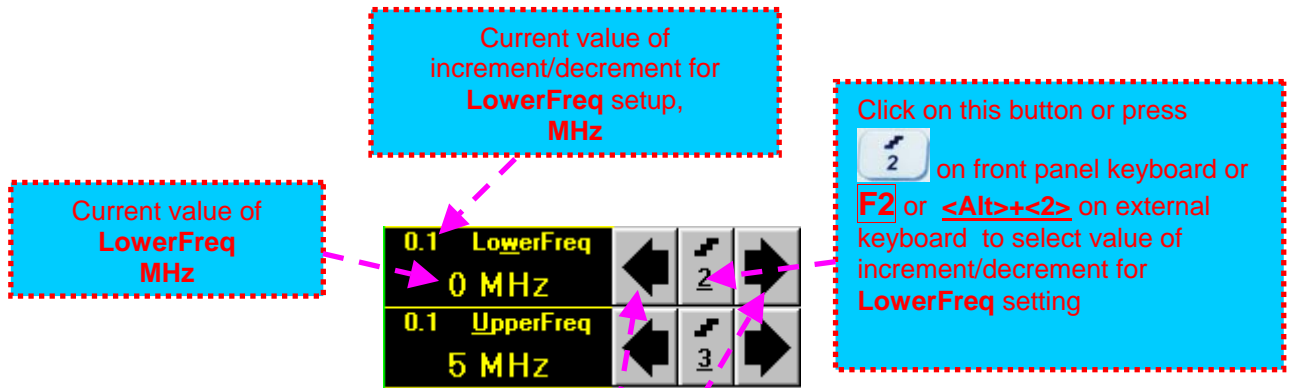 Current value of
increment/decrement for
LowerFreq setup,
MHz
Click on this button or press
2 on front panel keyboard or
F2 or <Alt>+<2> on external
keyboard to select value of
increment/decrement for
LowerFreq setting
Current value of
LowerFreq
MHz
0.1 LowerFreq
0 MHz
2
0.1 UpperFreq
5 MHz
3